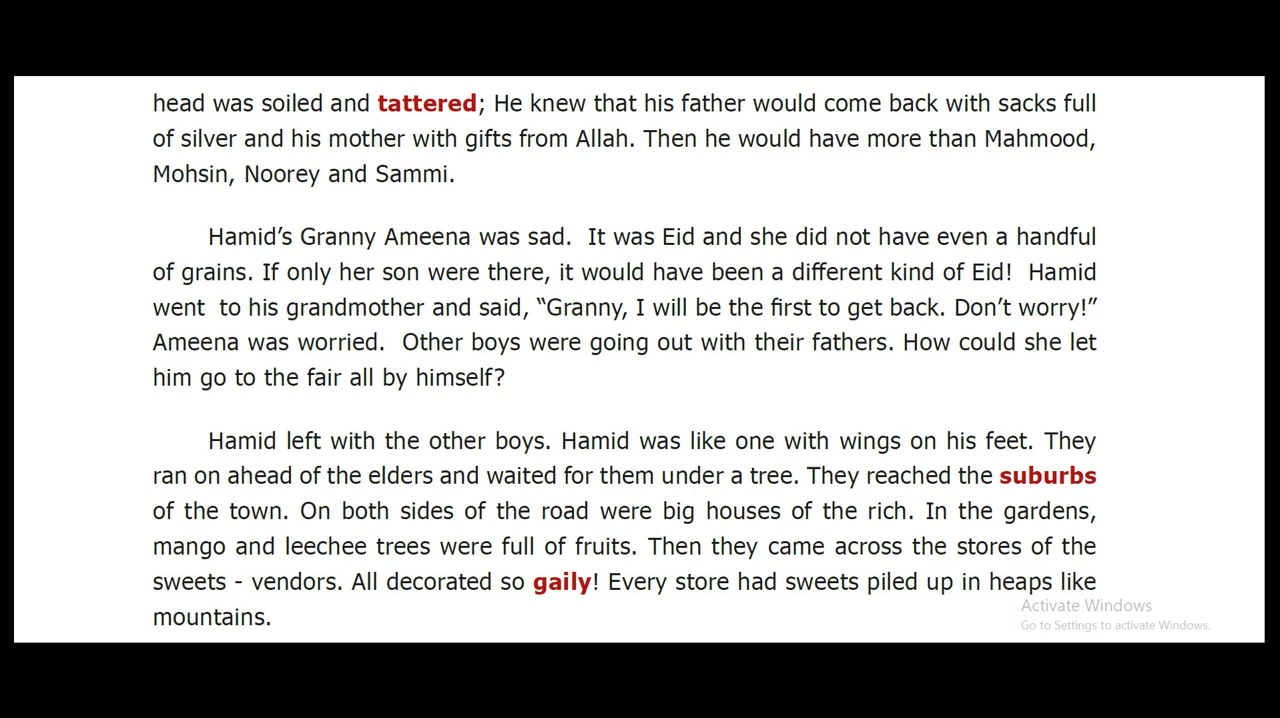 head was soiled and tattered; He knew that his father would come back with sacks full
of silver and his mother with gifts from Allah. Then he would have more than Mahmood,
Mohsin, Noorey and Sammi.
Hamid’s Granny Ameena was sad.  It was Eid and she did not have even a handful
of grains. If only her son were there, it would have been a different kind of Eid!  Hamid
went  to his grandmother and said, “Granny, I will be the first to get back. Don’t worry!”
Ameena was worried.  Other boys were going out with their fathers. How could she let
him go to the fair all by himself?
Hamid left with the other boys. Hamid was like one with wings on his feet. They
ran on ahead of the elders and waited for them under a tree. They reached the suburbs
of the town. On both sides of the road were big houses of the rich. In the gardens,
mango and leechee trees were full of fruits. Then they came across the stores of the
sweets - vendors. All decorated so gaily! Every store had sweets piled up in heaps like
mountains.
Activate Windows
Go to Settings to activate Windows.